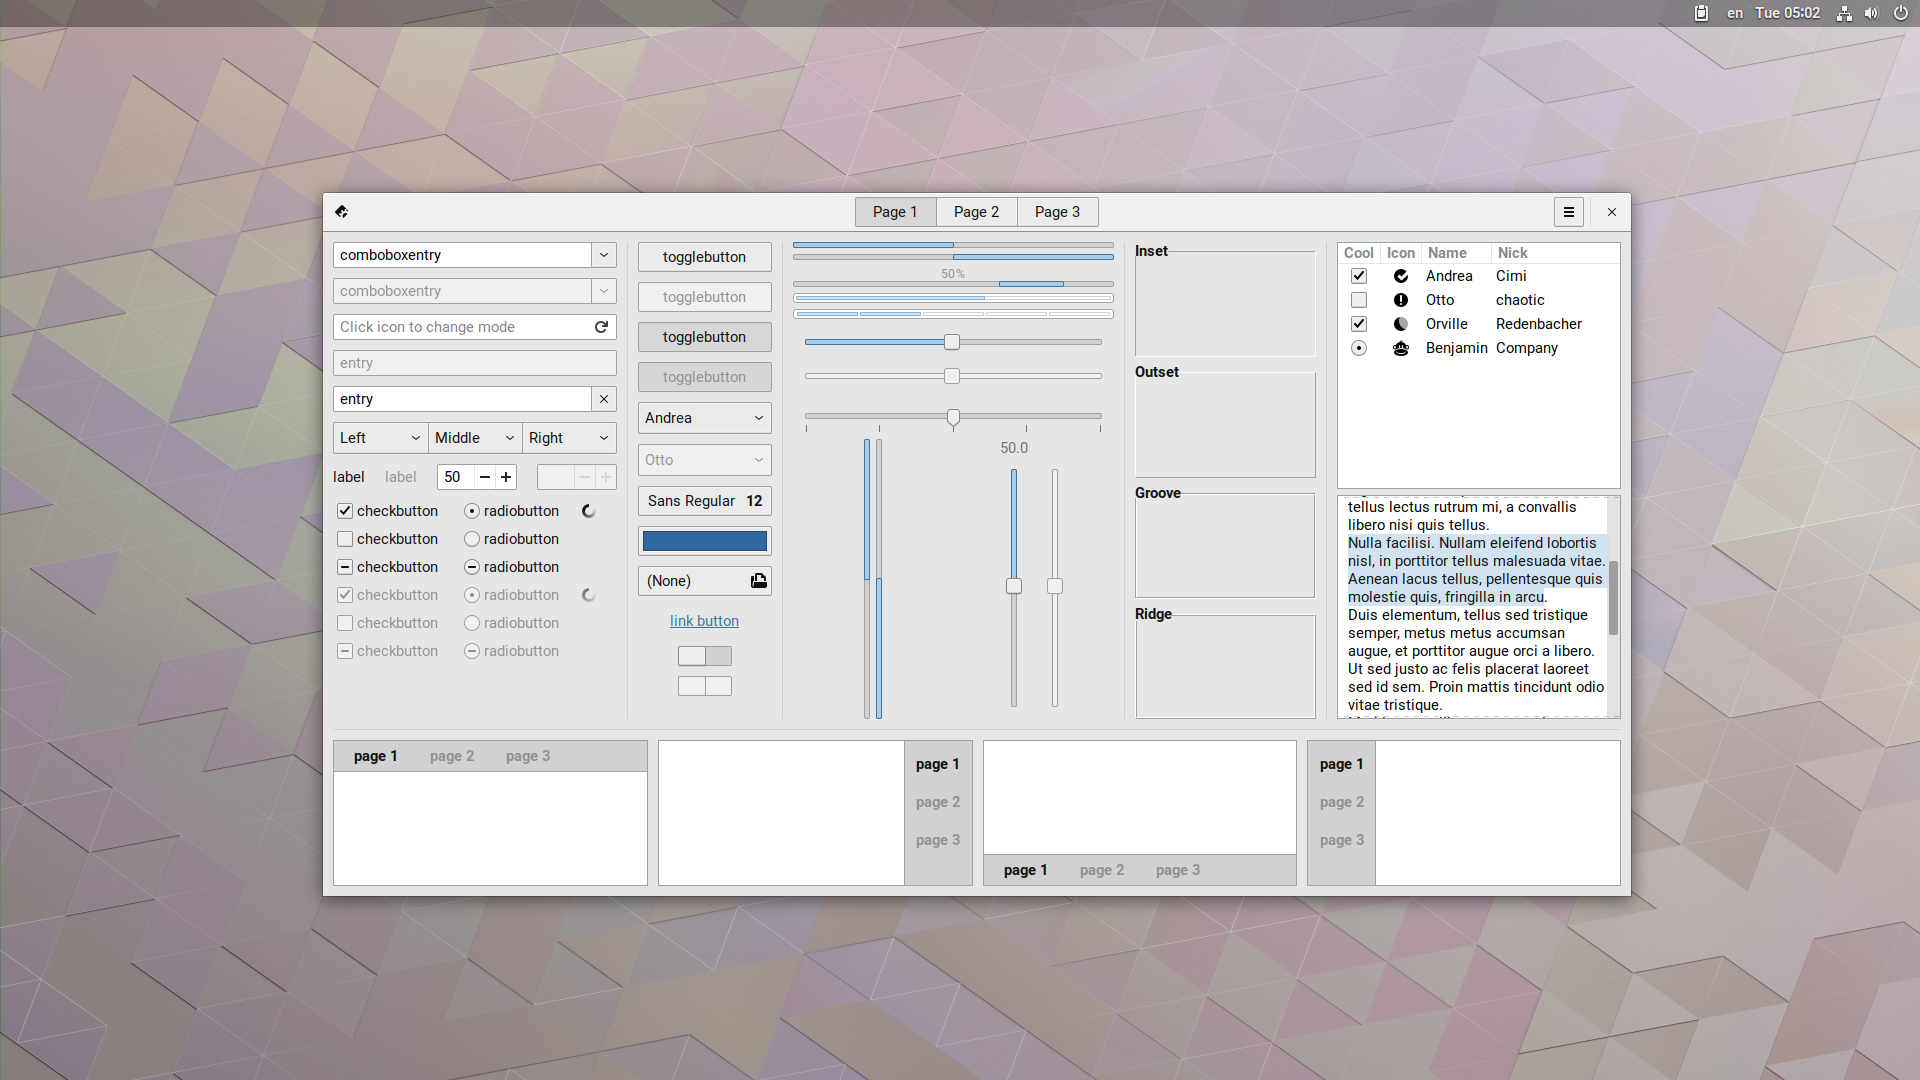 en Tue 05:02
Page 1 Page 2 Page 3
comboboxentry
comboboxentry
Click icon to change mode
entry
entry
Left Middle Right
label label 50
checkbutton radiobutton
checkbutton radiobutton
checkbutton radiobutton
checkbutton radiobutton
checkbutton radiobutton
checkbutton radiobutton
togglebutton
togglebutton
togglebutton
togglebutton
Andrea
Otto
Sans Regular 12
(None)
link button
50%
50.0
Inset
Outset
Groove
Ridge
Cool Icon Name Nick
Andrea Cimi
Otto chaotic
Orville Redenbacher
Benjamin Company
tellus lectus rutrum mi, a convallis
libero nisi quis tellus.
Nulla facilisi. Nullam eleifend lobortis
nisl, in porttitor tellus malesuada vitae.
Aenean lacus tellus, pellentesque quis
molestie quis, fringilla in arcu.
Duis elementum, tellus sed tristique
semper, metus metus accumsan
augue, et porttitor augue orci a libero.
Ut sed justo ac felis placerat laoreet
sed id sem. Proin mattis tincidunt odio
vitae tristique.
page 1 page 2 page 3
page 1
page 2
page 3
page 1 page 2 page 3
page 1
page 2
page 3